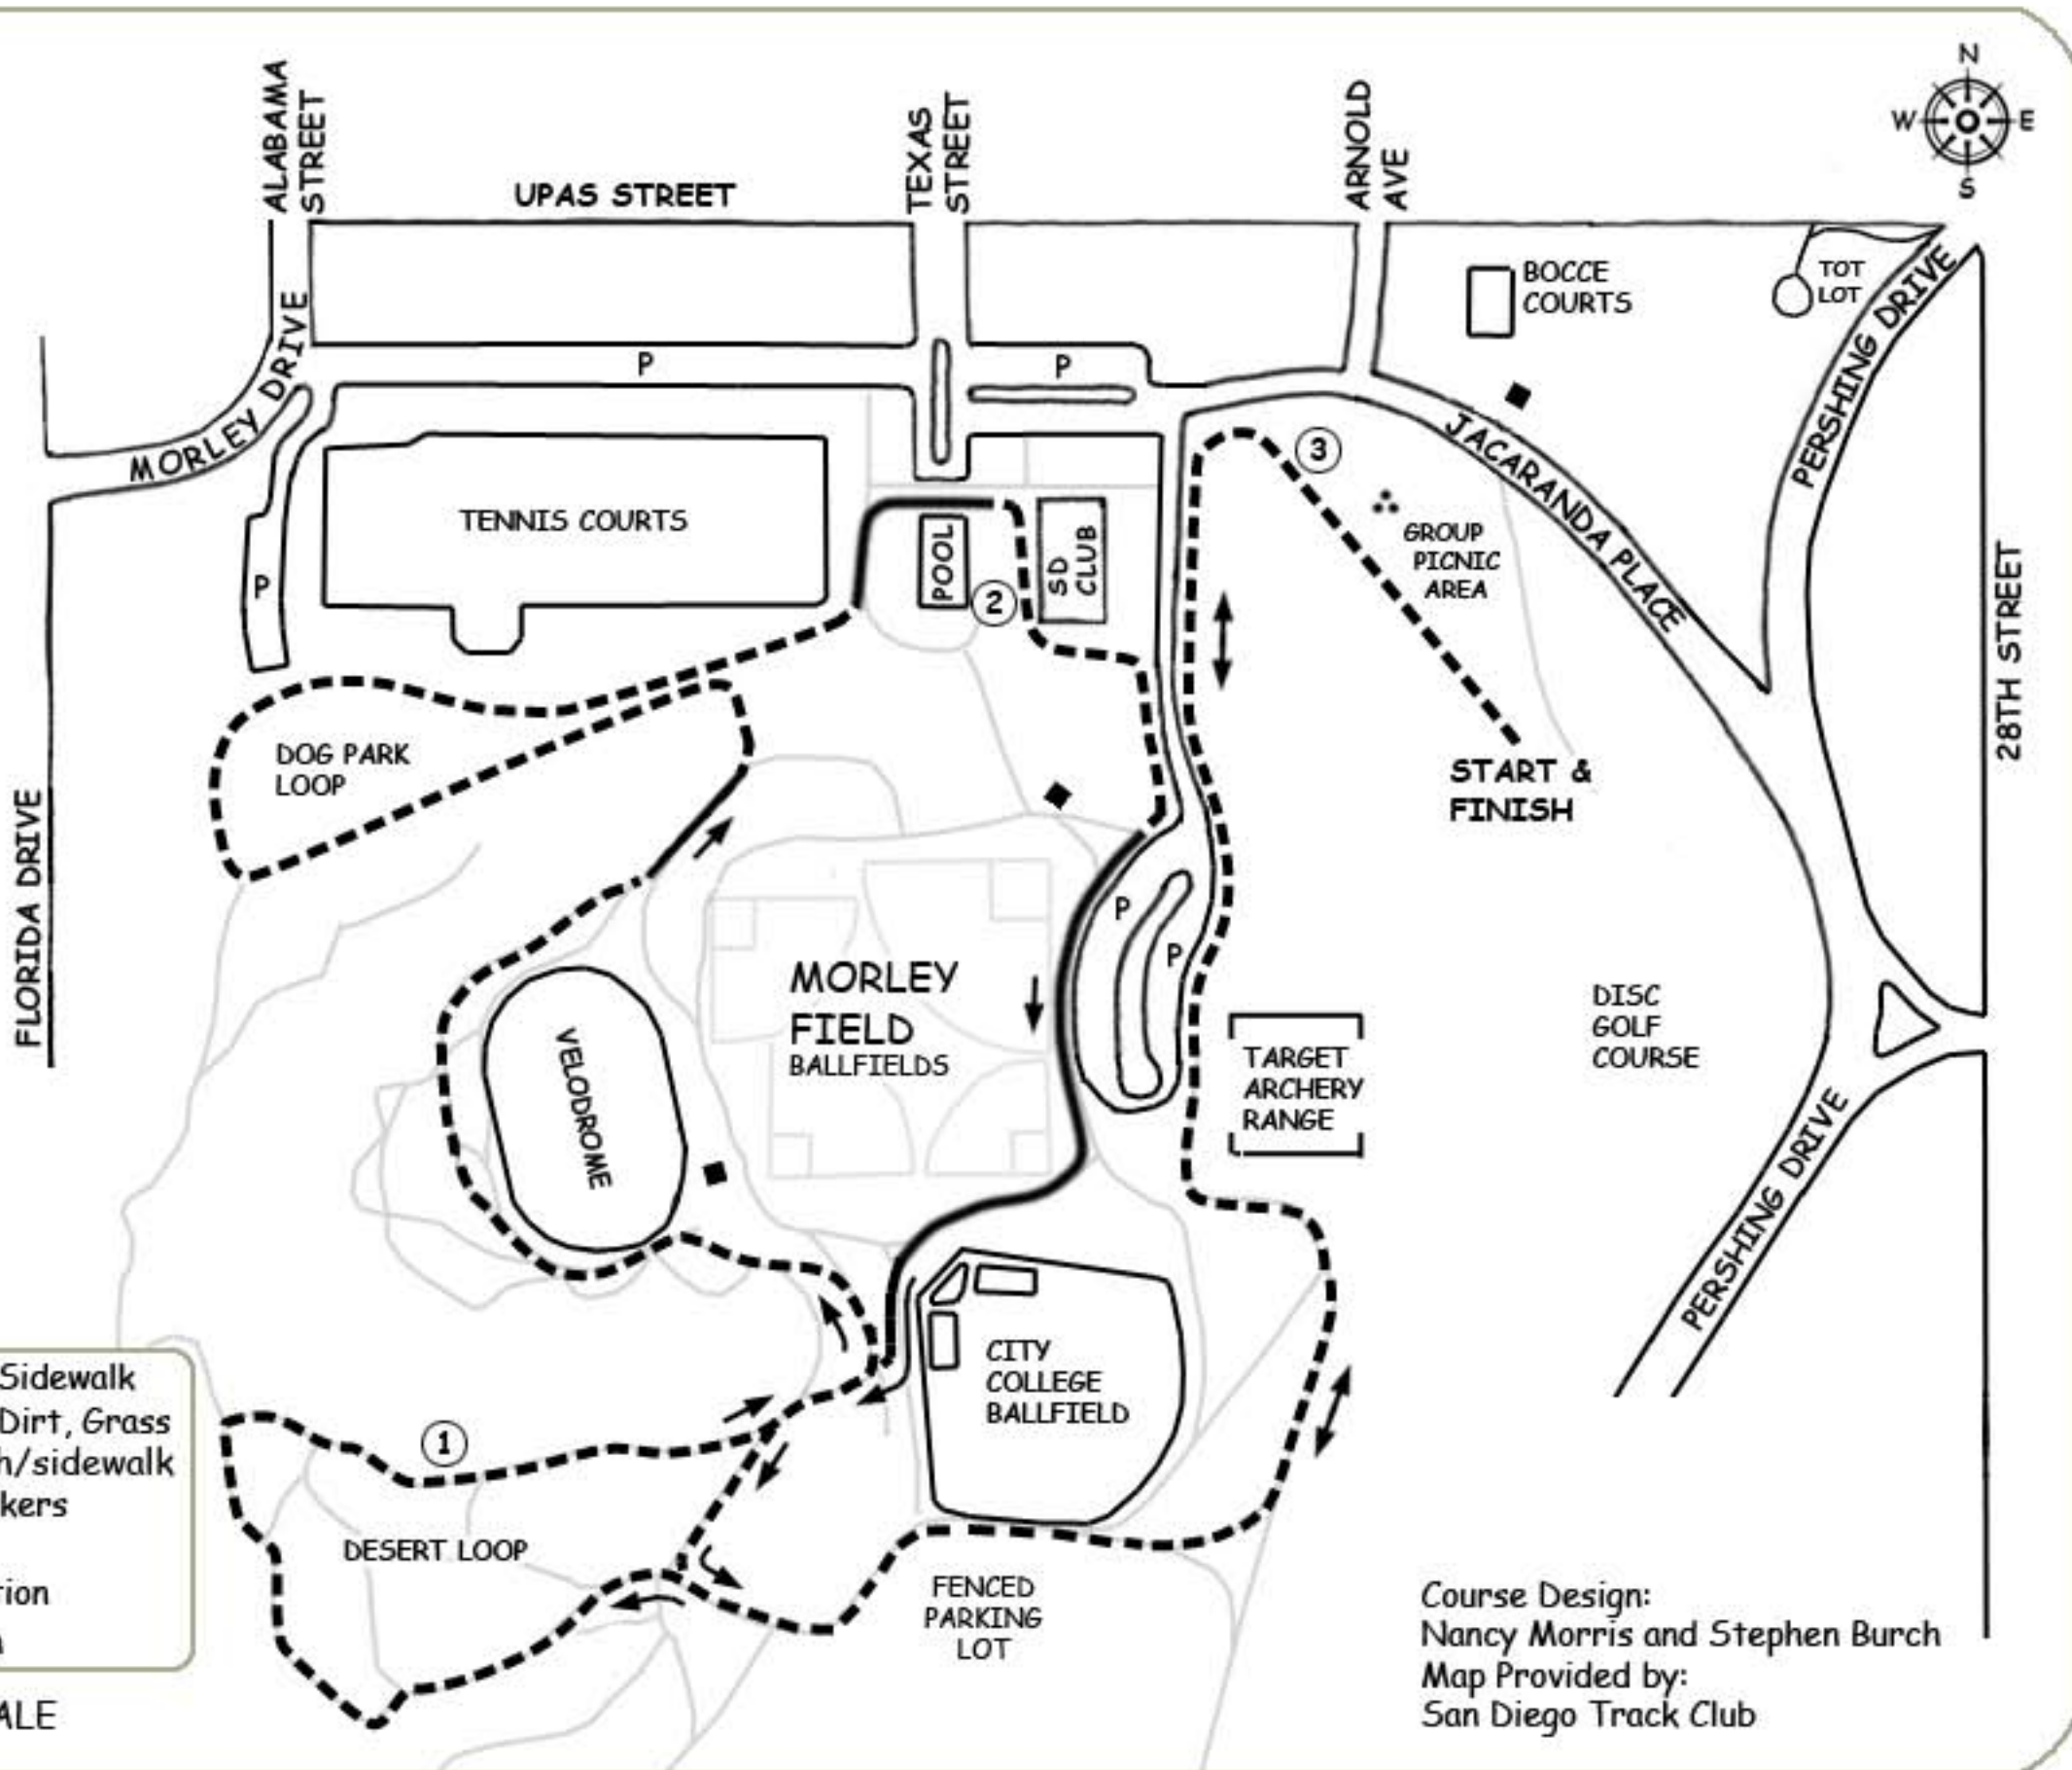 N
W
E
S
ALABAMA
STREET
UPAS STREET
TEXAS
STREET
ARNOLD
AVE
BOCCE
COURTS
TOT
LOT
PERSHING DRIVE
MORLEY DRIVE
P
P
JACARANDA PLACE
3
TENNIS COURTS
POOL
SD
CLUB
GROUP
PICNIC
AREA
P
2
28TH STREET
DOG PARK
LOOP
START &
FINISH
FLORIDA DRIVE
P
P
MORLEY
FIELD
BALLFIELDS
VELODROME
TARGET
ARCHERY
RANGE
DISC
GOLF
COURSE
PERSHING DRIVE
CITY
COLLEGE
BALLFIELD
Sidewalk
Dirt, Grass
h/sidewalk
kers
tion
1
DESERT LOOP
FENCED
PARKING
LOT
ALE
Course Design:
Nancy Morris and Stephen Burch
Map Provided by:
San Diego Track Club